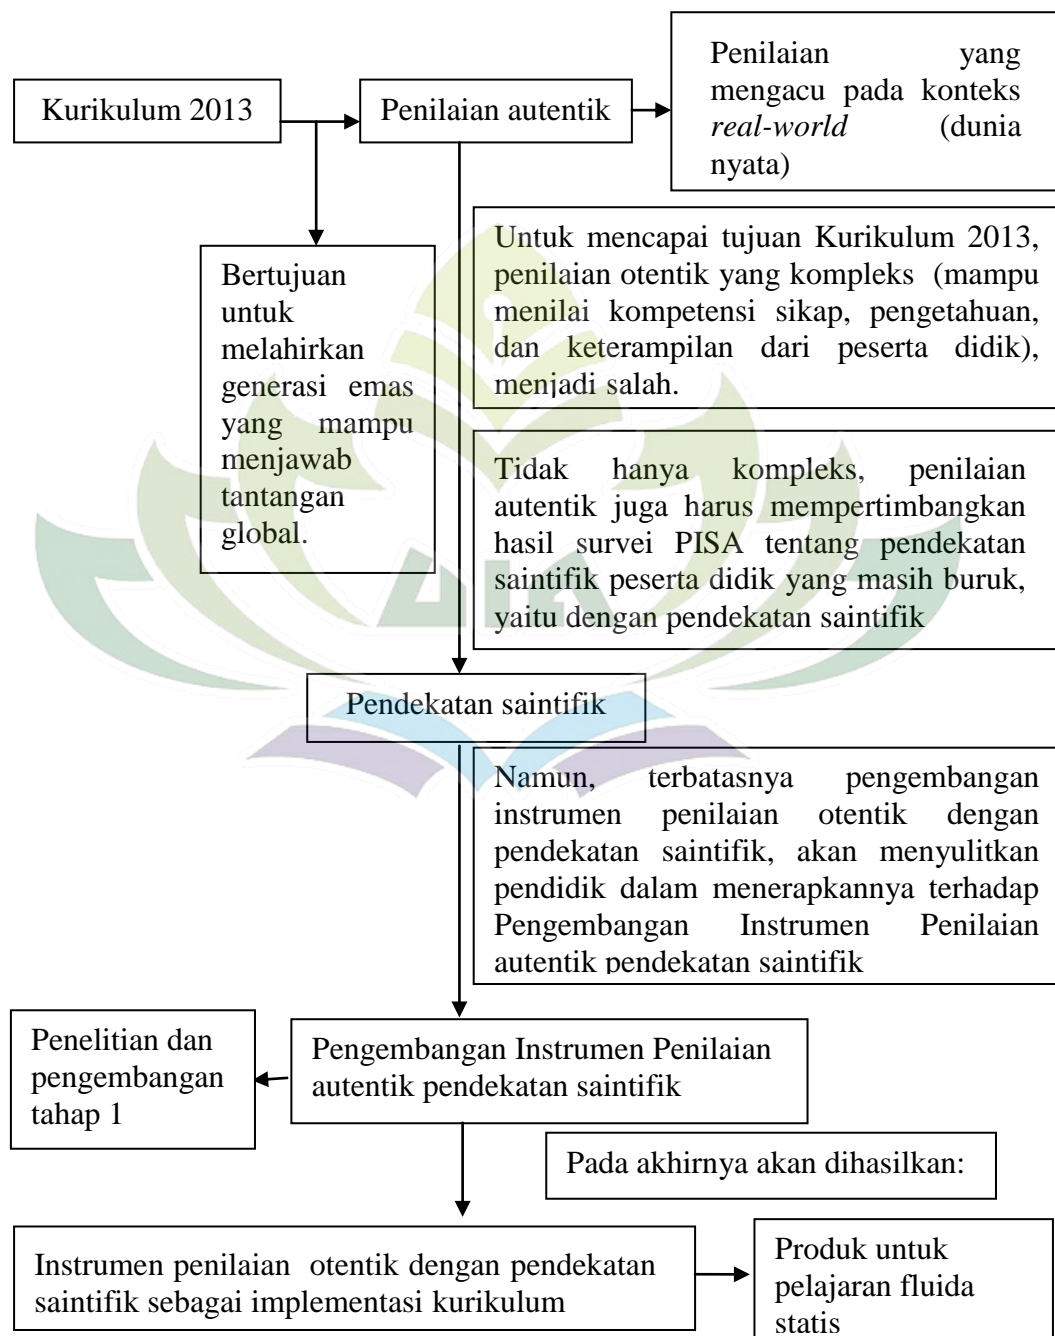 Kurikulum 2013
Penilaian autentik
Penilaian yang
mengacu pada konteks
real-world (dunia
nyata)
Bertujuan
untuk
melahirkan
generasi emas
yang mampu
menjawab
tantangan
global.
Untuk mencapai tujuan Kurikulum 2013,
penilaian otentik yang kompleks (mampu
menilai kompetensi sikap, pengetahuan,
dan keterampilan dari peserta didik),
menjadi salah.
Tidak hanya kompleks, penilaian
autentik juga harus mempertimbangkan
hasil survei PISA tentang pendekatan
saintifik peserta didik yang masih buruk,
yaitu dengan pendekatan saintifik
Pendekatan saintifik
Namun, terbatasnya pengembangan
instrumen penilaian otentik dengan
pendekatan saintifik, akan menyulitkan
pendidik dalam menerapkannya terhadap
Pengembangan Instrumen Penilaian
autentik pendekatan saintifik
Penelitian dan
pengembangan
tahap 1
Pengembangan Instrumen Penilaian
autentik pendekatan saintifik
Pada akhirnya akan dihasilkan:
Instrumen penilaian otentik dengan pendekatan
saintifik sebagai implementasi kurikulum
Produk untuk
pelajaran fluida
statis